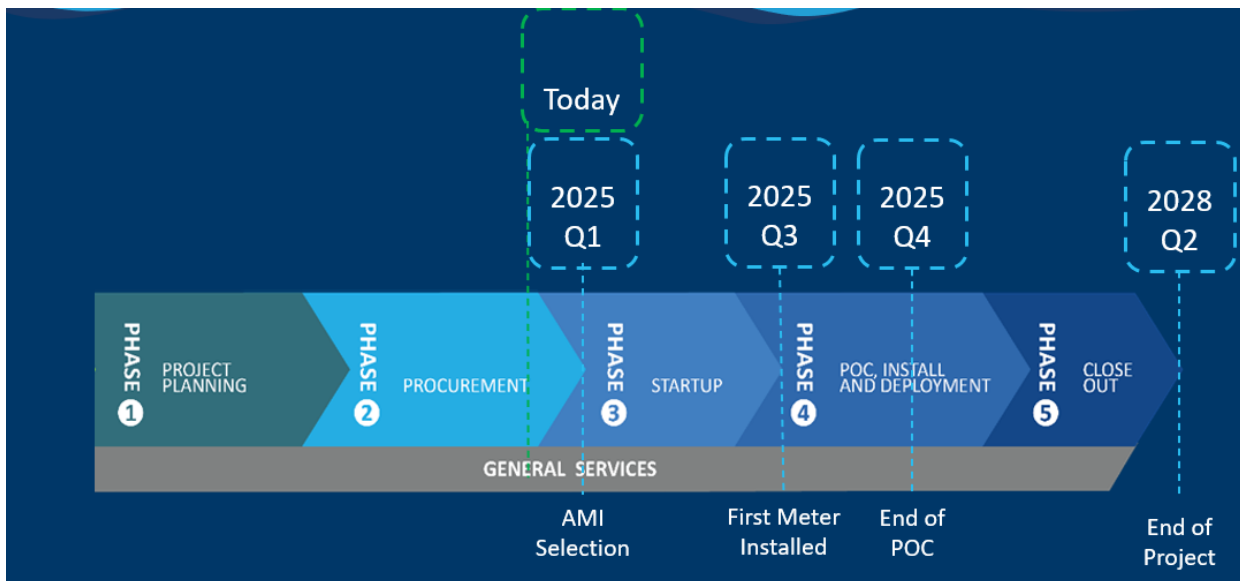 Today
2025
Q1
2025
Q3
2025
Q4
2028
Q2
PHASE 1
PROJECT
PLANNING
PHASE 2
PROCUREMENT
PHASE 3
STARTUP
PHASE 4
POC, INSTALL
AND DEPLOYMENT
PHASE 5
CLOSE
OUT
GENERAL SERVICES
AMI
Selection
First Meter
Installed
End of
POC
End of
Project